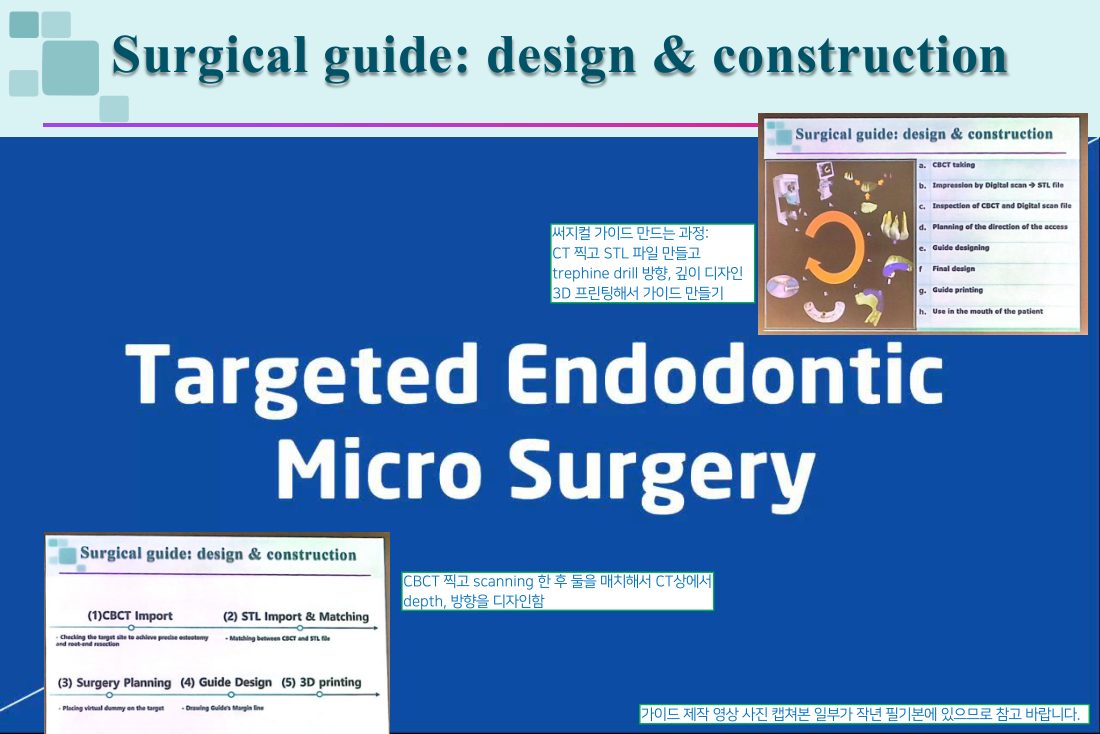 Surgical guide: design & construction
Surgical guide: design & construction
a. CBCT taking
b. Impression by Digital scan → STL file
c. Inspection of CBCT and Digital scan file
d. Planning of the direction of the access
e. Guide designing
f Final design
g. Guide printing
h. Use in the mouth of the patient
써지컬 가이드 만드는 과정:
CT 찍고 STL 파일 만들고
trephine drill 방향, 깊이 디자인
3D 프린팅해서 가이드 만들기
Targeted Endodontic
Micro Surgery
Surgical guide: design & construction
(1)CBCT Import
(2) STL Import & Matching
- Checking the target site to achieve precise osteotomy
and root-end resection
- Matching between CBCT and STL file
(3) Surgery Planning (4) Guide Design (5) 3D printing
- Placing virtual dummy on the target
- Drawing Guide's Margin line
CBCT 찍고 scanning 한 후 둘을 매치해서 CT상에서
depth, 방향을 디자인함
가이드 제작 영상 사진 캡쳐본 일부가 작년 필기본에 있으므로 참고 바랍니다.